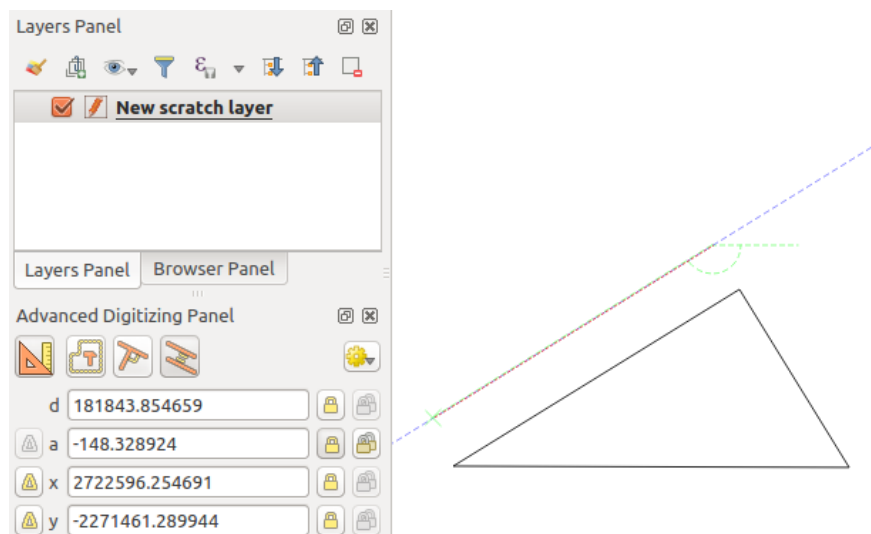 Layers Panel
New scratch layer
Layers Panel Browser Panel
Advanced Digitizing Panel
d 181843.854659
a -148.328924
x 2722596.254691
y -2271461.289944